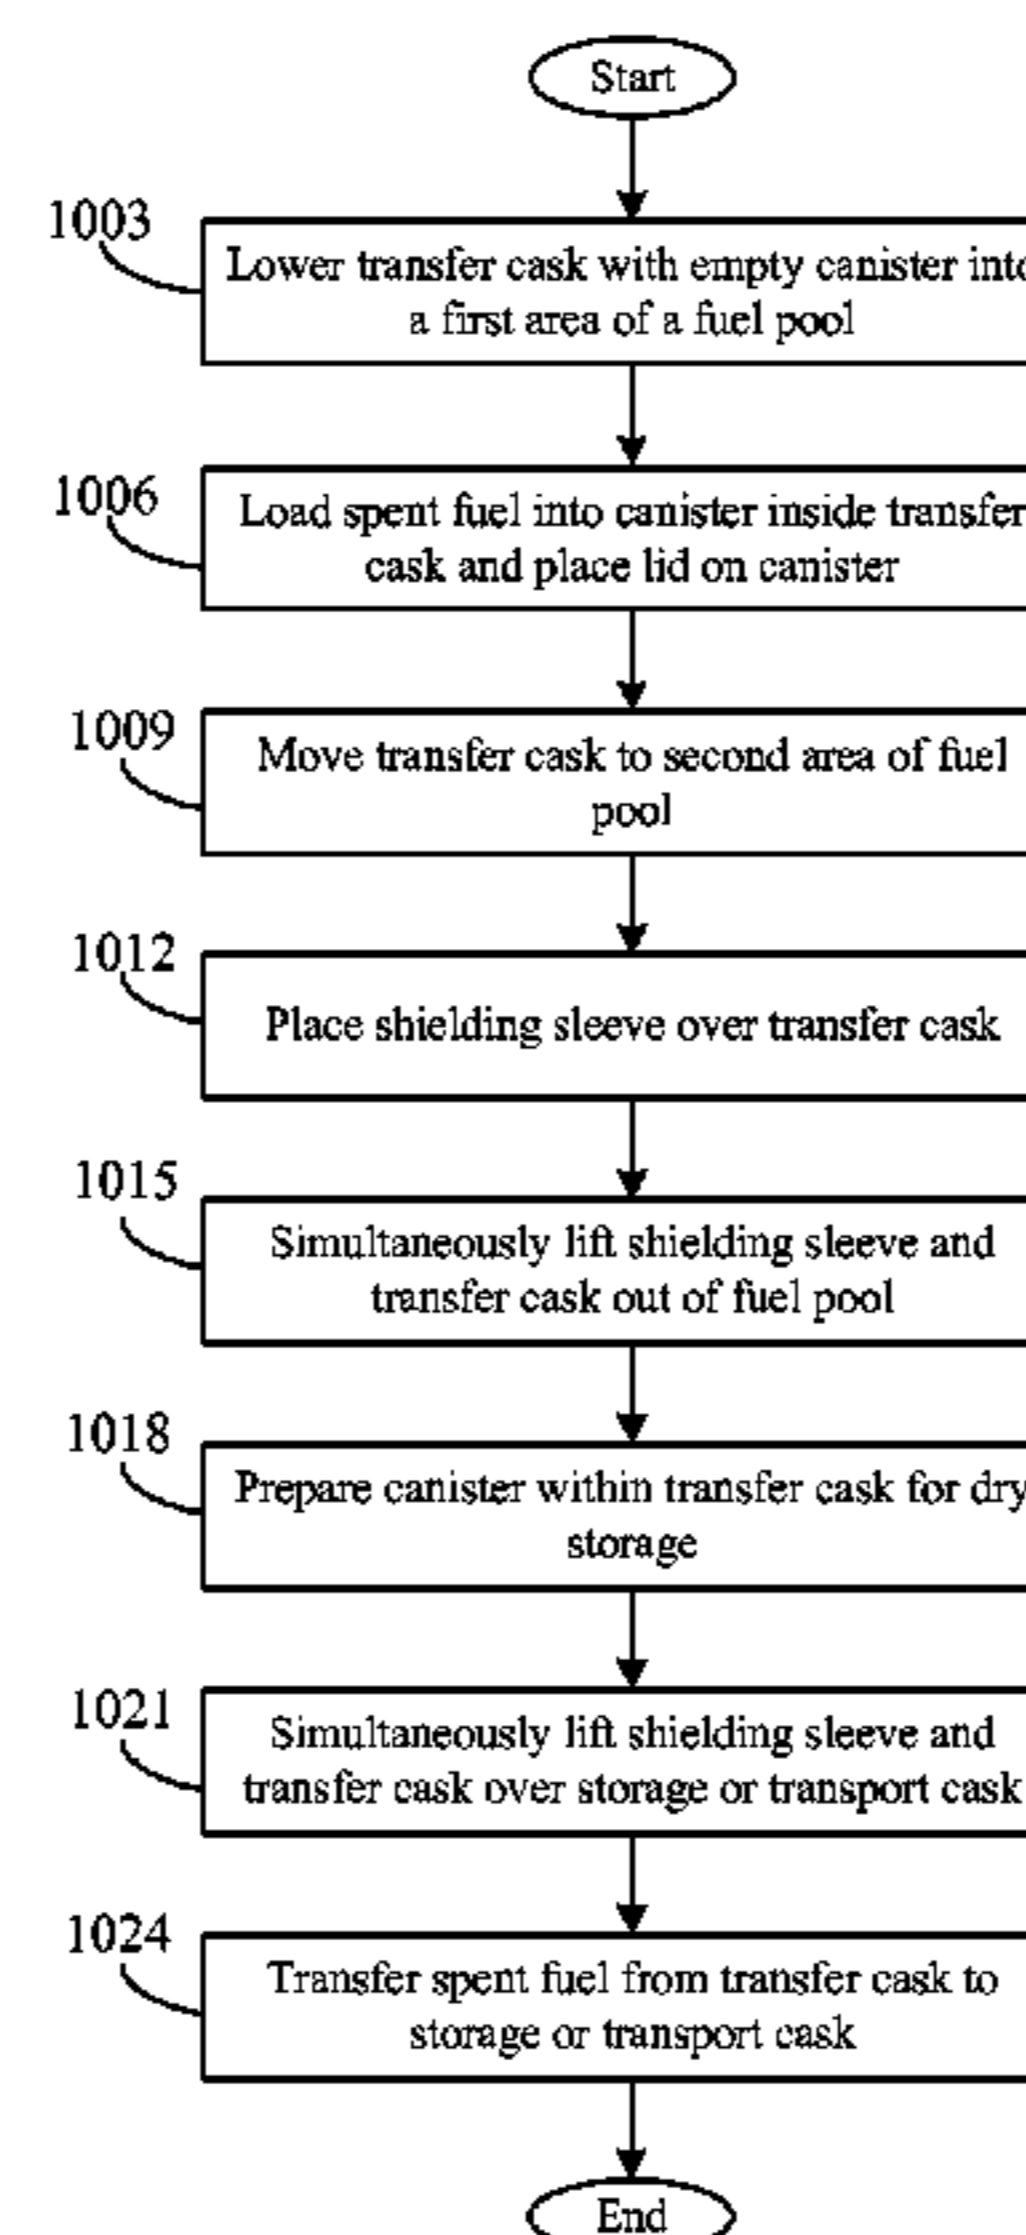 Start
1003
Lower transfer cask with empty canister into
a first area of a fuel pool
1006
Load spent fuel into canister inside transfer
cask and place lid on canister
1009
Move transfer cask to second area of fuel
pool
1012
Place shielding sleeve over transfer cask
1015
Simultaneously lift shielding sleeve and
transfer cask out of fuel pool
1018
Prepare canister within transfer cask for dry
storage
1021
Simultaneously lift shielding sleeve and
transfer cask over storage or transport cask
1024
Transfer spent fuel from transfer cask to
storage or transport cask
End